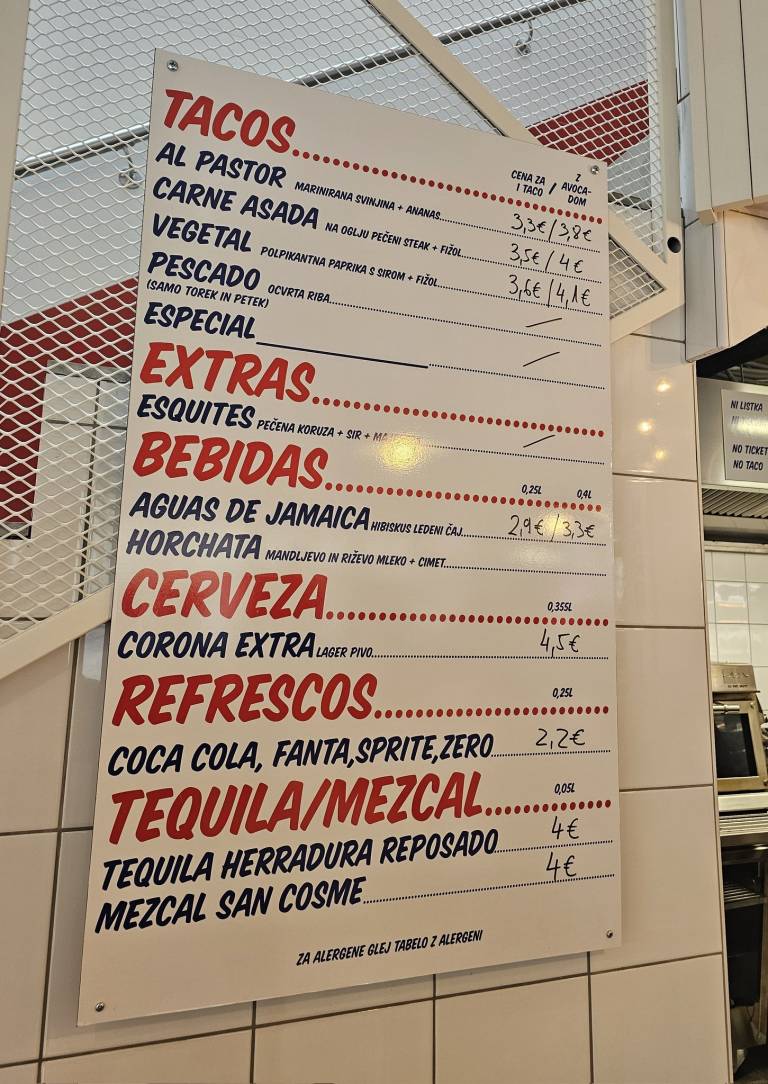 TACOS
CENA ZA 1 TACO / Z AVOCA-DOM
AL PASTOR MARINIRANA SVINJINA + ANANAS 3,3€/3,8€
CARNE ASADA NA OGLJU PEČENI STEAK + FIŽOL 3,5€/4€
VEGETAL POLPIKANTNA PAPRIKA S SIROM + FIŽOL 3,6€/4,1€
PESCADO OCVRTA RIBA
(SAMO TOREK IN PETEK)
ESPECIAL
EXTRAS
ESQUITES PEČENA KORUZA + SIR +
BEBIDAS 0,25L 0,4L
AGUAS DE JAMAICA HIBISKUS LEDENI ČAJ 2,9€/3,3€
HORCHATA MANDLJEVO IN RIŽEVO MLEKO + CIMET
CERVEZA 0,355L
CORONA EXTRA LAGER PIVO 4,5€
REFRESCOS 0,25L
COCA COLA, FANTA,SPRITE,ZERO 2,2€
TEQUILA/MEZCAL 0,05L
TEQUILA HERRADURA REPOSADO 4€
MEZCAL SAN COSME 4€
ZA ALERGENE GLEJ TABELO Z ALERGENI
NI LISTKA
NO TICKET
NO TACO